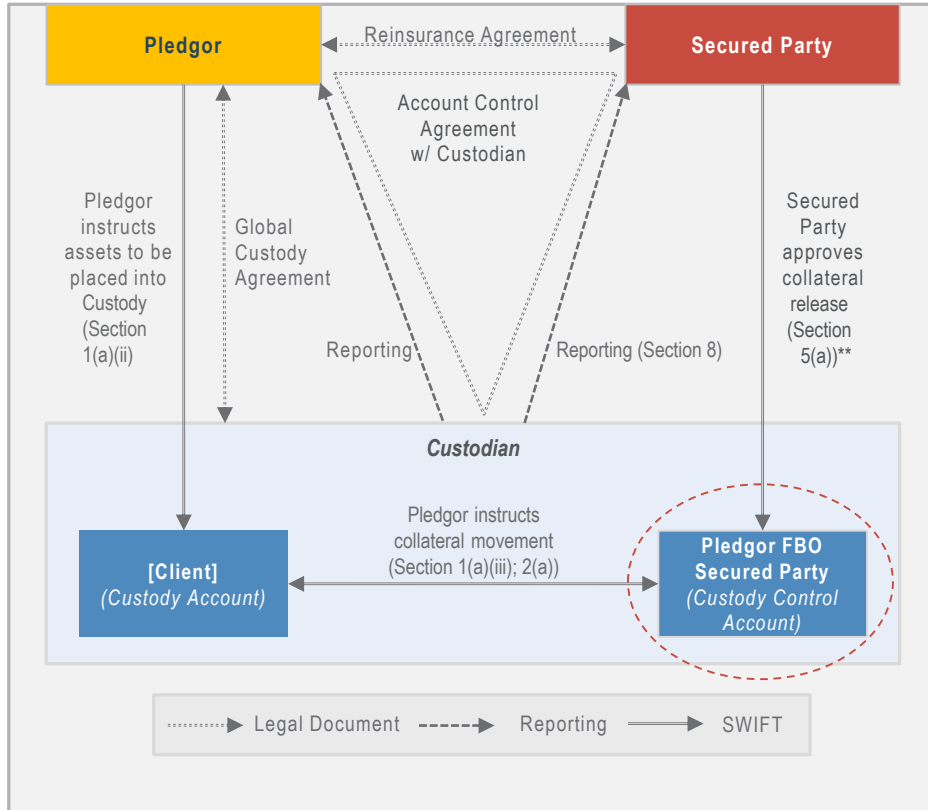 Pledgor
Reinsurance Agreement
Secured Party
Account Control
Agreement
w/ Custodian
Pledgor
instructs
assets to be
placed into
Custody
(Section
1(a)(ii)
Global
Custody
Agreement
Secured
Party
approves
collateral
release
(Section
5(a))**
Reporting
Reporting (Section 8)
Custodian
Pledgor instructs
collateral movement
(Section 1(a)(iii); 2(a))
[Client]
(Custody Account)
Pledgor FBO
Secured Party
(Custody Control
Account)
Legal Document
Reporting
SWIFT